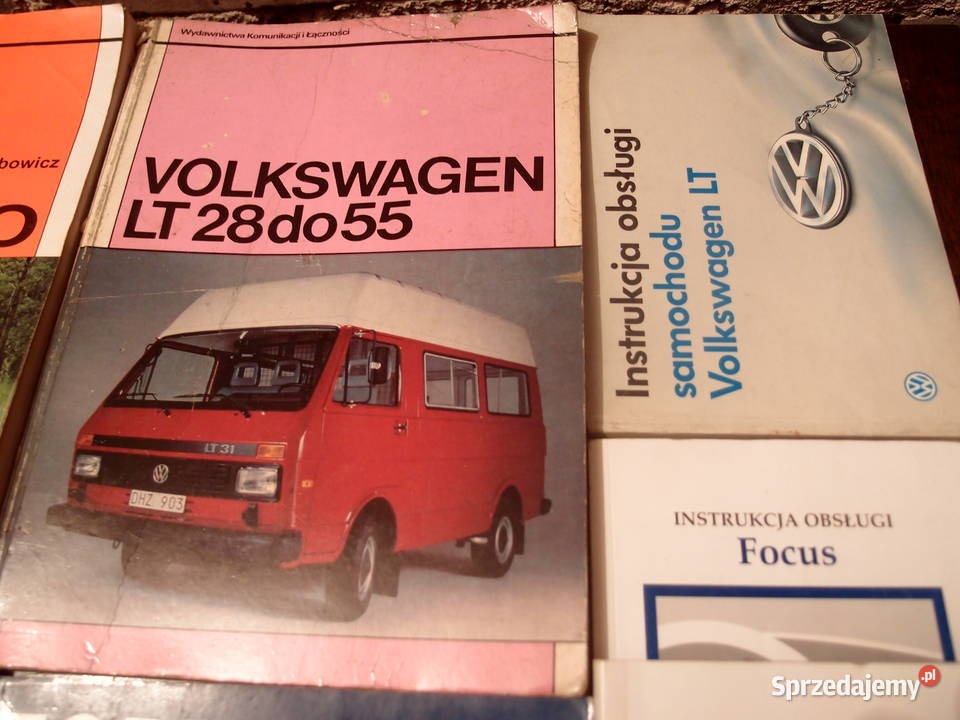 Wydawnictwa Komunikacji i Łączności
VOLKSWAGEN
LT 28 do 55
LT 31
DHZ 903
bowicz
O
Instrukcja obsługi
samochodu
Volkswagen LT
INSTRUKCJA OBSŁUGI
Focus
Sprzedajemy.pl